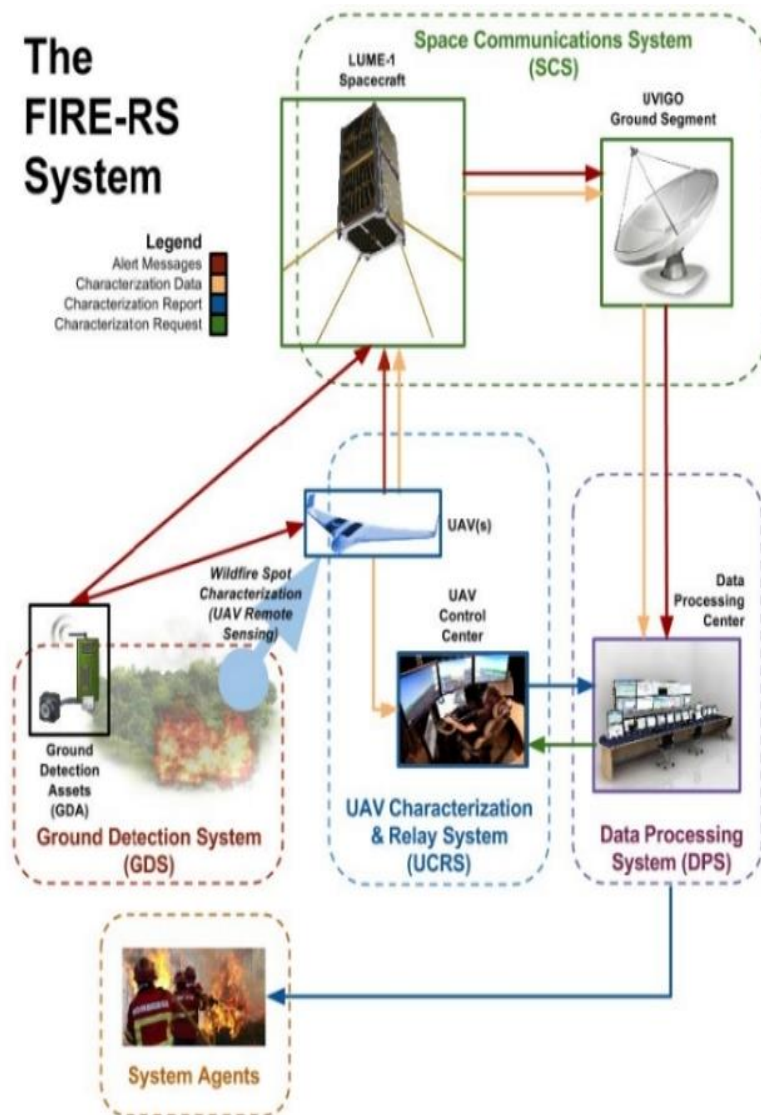 The
FIRE-RS
System
Space Communications System
(SCS)
LUME-1
Spacecraft
UVIGO
Ground Segment
Legend
Alert Messages
Characterization Data
Characterization Report
Characterization Request
UAV(s)
Wildfire Spot
Characterization
(UAV Remote
Sensing)
UAV
Control
Center
Data
Processing
Center
Ground
Detection
Assets
(GDA)
Ground Detection System
(GDS)
UAV Characterization
& Relay System
(UCRS)
Data Processing
System (DPS)
System Agents